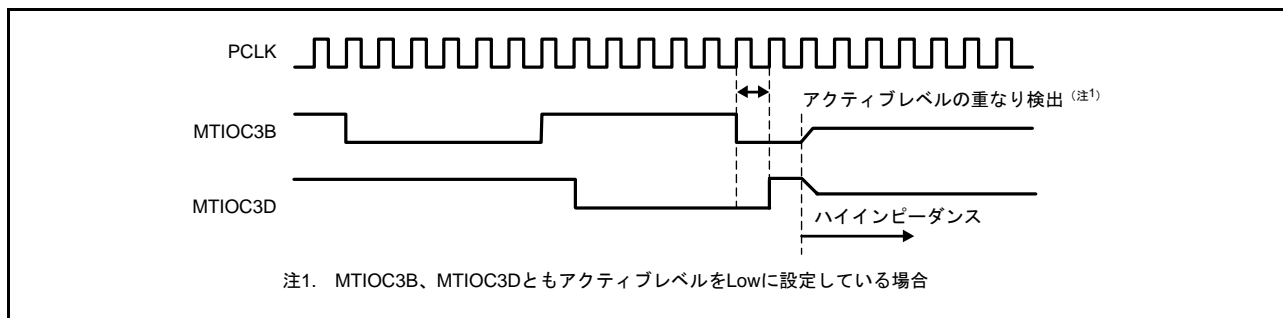 PCLK
アクティブレベルの重なり検出（注1）
MTIOC3B
MTIOC3D
ハイインピーダンス
注1. MTIOC3B、MTIOC3DともアクティブレベルをLowに設定している場合